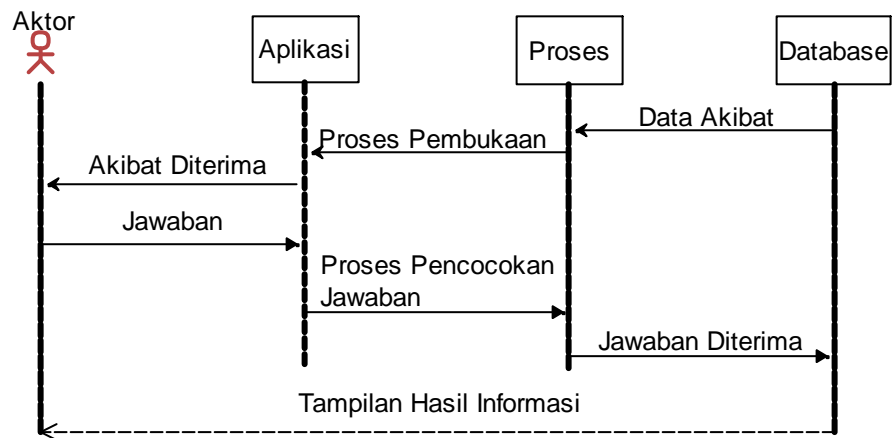 Aktor
Aplikasi
Proses
Database
Data Akibat
Proses Pembukaan
Akibat Diterima
Jawaban
Proses Pencocokan
Jawaban
Jawaban Diterima
Tampilan Hasil Informasi